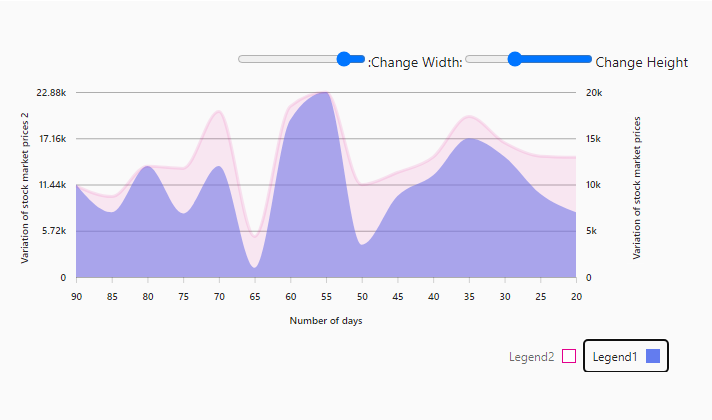 :Change Width:
Change Height
Variation of stock market prices 2
22.88k
17.16k
11.44k
5.72k
0
20k
15k
10k
5k
0
Variation of stock market prices
90 85 80 75 70 65 60 55 50 45 40 35 30 25 20
Number of days
Legend2
Legend1